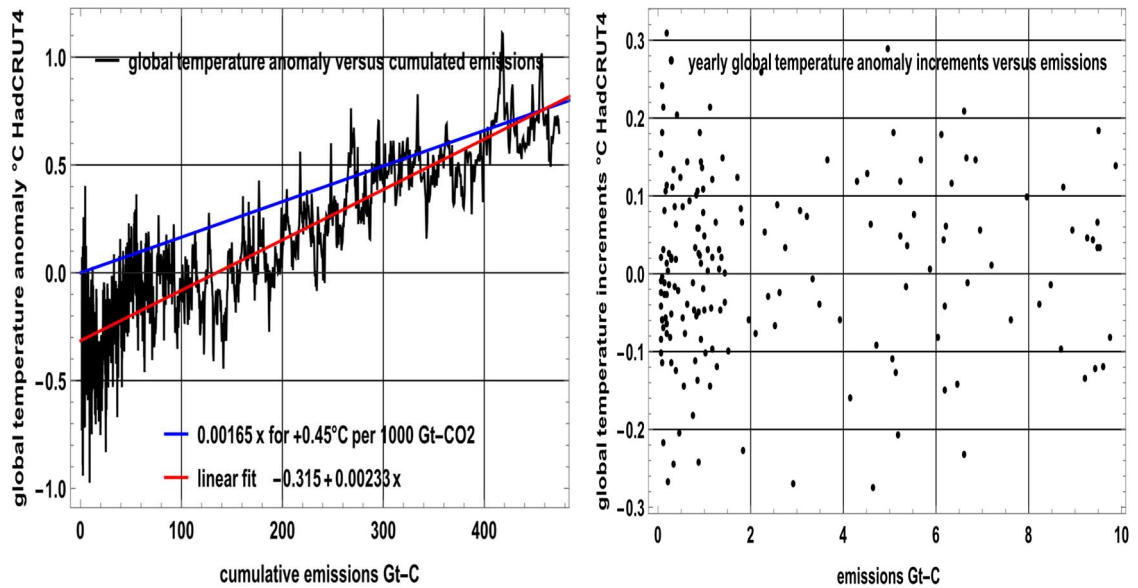 global temperature anomaly °C HadCRUT4
1.0
0.5
0.0
−0.5
−1.0
global temperature anomaly versus cumulated emissions
0.00165 x for +0.45°C per 1000 Gt−CO2
linear fit −0.315 + 0.00233 x
0 100 200 300 400
cumulative emissions Gt−C
global temperature increments °C HadCRUT4
0.3
0.2
0.1
0.0
−0.1
−0.2
−0.3
yearly global temperature anomaly increments versus emissions
0 2 4 6 8 10
emissions Gt−C